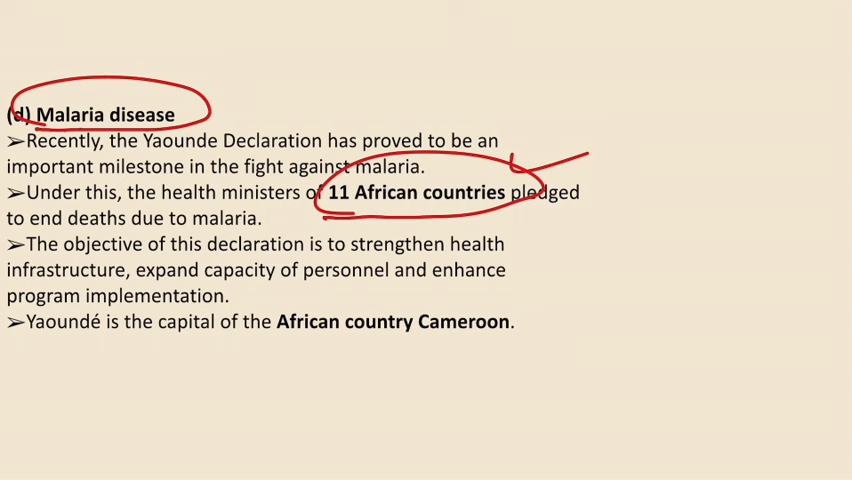 (d) Malaria disease
➢Recently, the Yaounde Declaration has proved to be an
important milestone in the fight against malaria.
➢Under this, the health ministers of 11 African countries pledged
to end deaths due to malaria.
➢The objective of this declaration is to strengthen health
infrastructure, expand capacity of personnel and enhance
program implementation.
➢Yaoundé is the capital of the African country Cameroon.